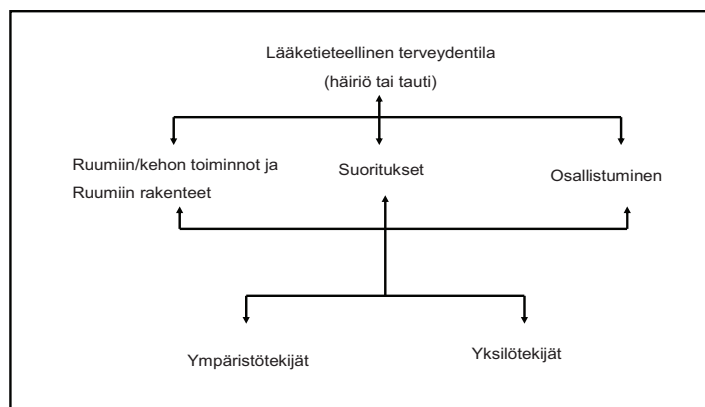 Lääketieteellinen terveydentila
(häiriö tai tauti)
Ruumiin/kehon toiminnot ja
Ruumiin rakenteet
Suoritukset
Osallistuminen
Ympäristötekijät
Yksilötekijät